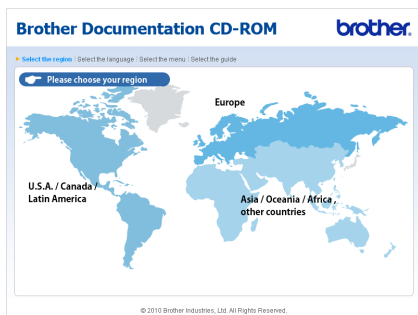 Brother Documentation CD-ROM
brother.
Select the region | Select the language | Select the menu | Select the guide
Please choose your region
Europe
U.S.A. / Canada /
Latin America
Asia / Oceania / Africa ,
other countries
© 2010 Brother Industries, Ltd. All Rights Reserved.